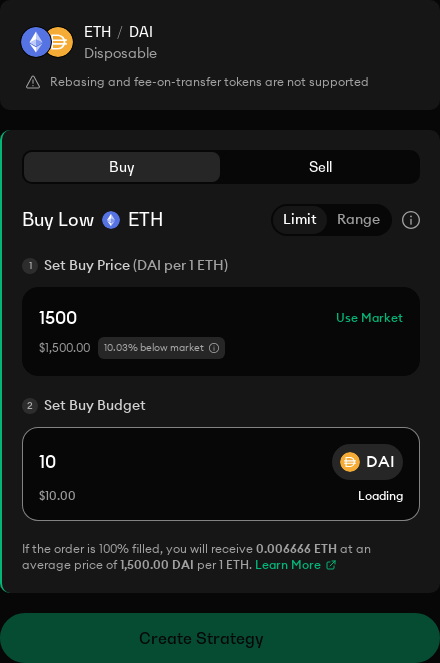 ETH / DAI
Disposable
Rebasing and fee-on-transfer tokens are not supported
Buy Sell
Buy Low ETH Limit Range
1 Set Buy Price (DAI per 1 ETH)
1500 Use Market
$1,500.00 10.03% below market
2 Set Buy Budget
10 DAI
$10.00 Loading
If the order is 100% filled, you will receive 0.006666 ETH at an
average price of 1,500.00 DAI per 1 ETH. Learn More
Create Strategy